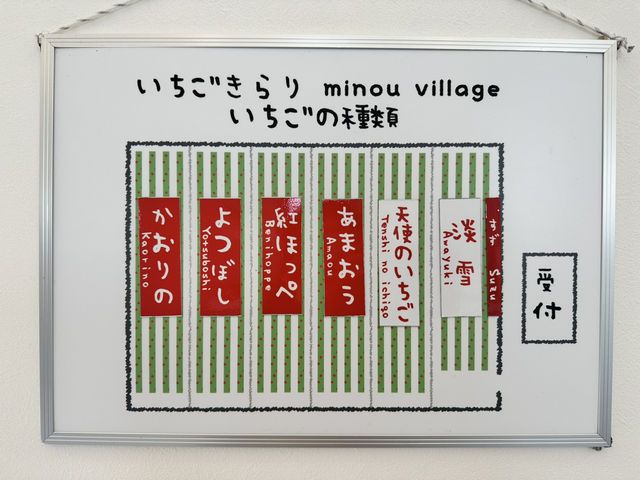 いちごきらり minou village
いちごの種類
かおりの
Kaorino
よつぼし
Yotsuboshi
紅ほっぺ
Benihoppe
あまおう
Amaou
天使のいちご
Tenshi no ichigo
淡雪
Awayuki
すず
Suzu
受付